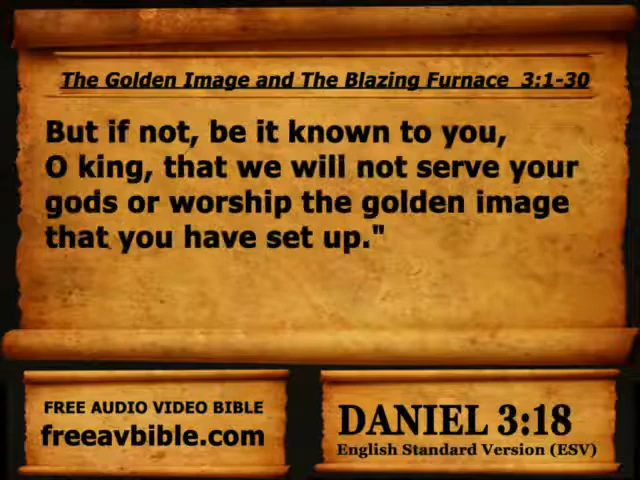 The Golden Image and The Blazing Furnace 3:1-30
But if not, be it known to you,
O king, that we will not serve your
gods or worship the golden image
that you have set up."
FREE AUDIO VIDEO BIBLE
freeavbible.com
DANIEL 3:18
English Standard Version (ESV)